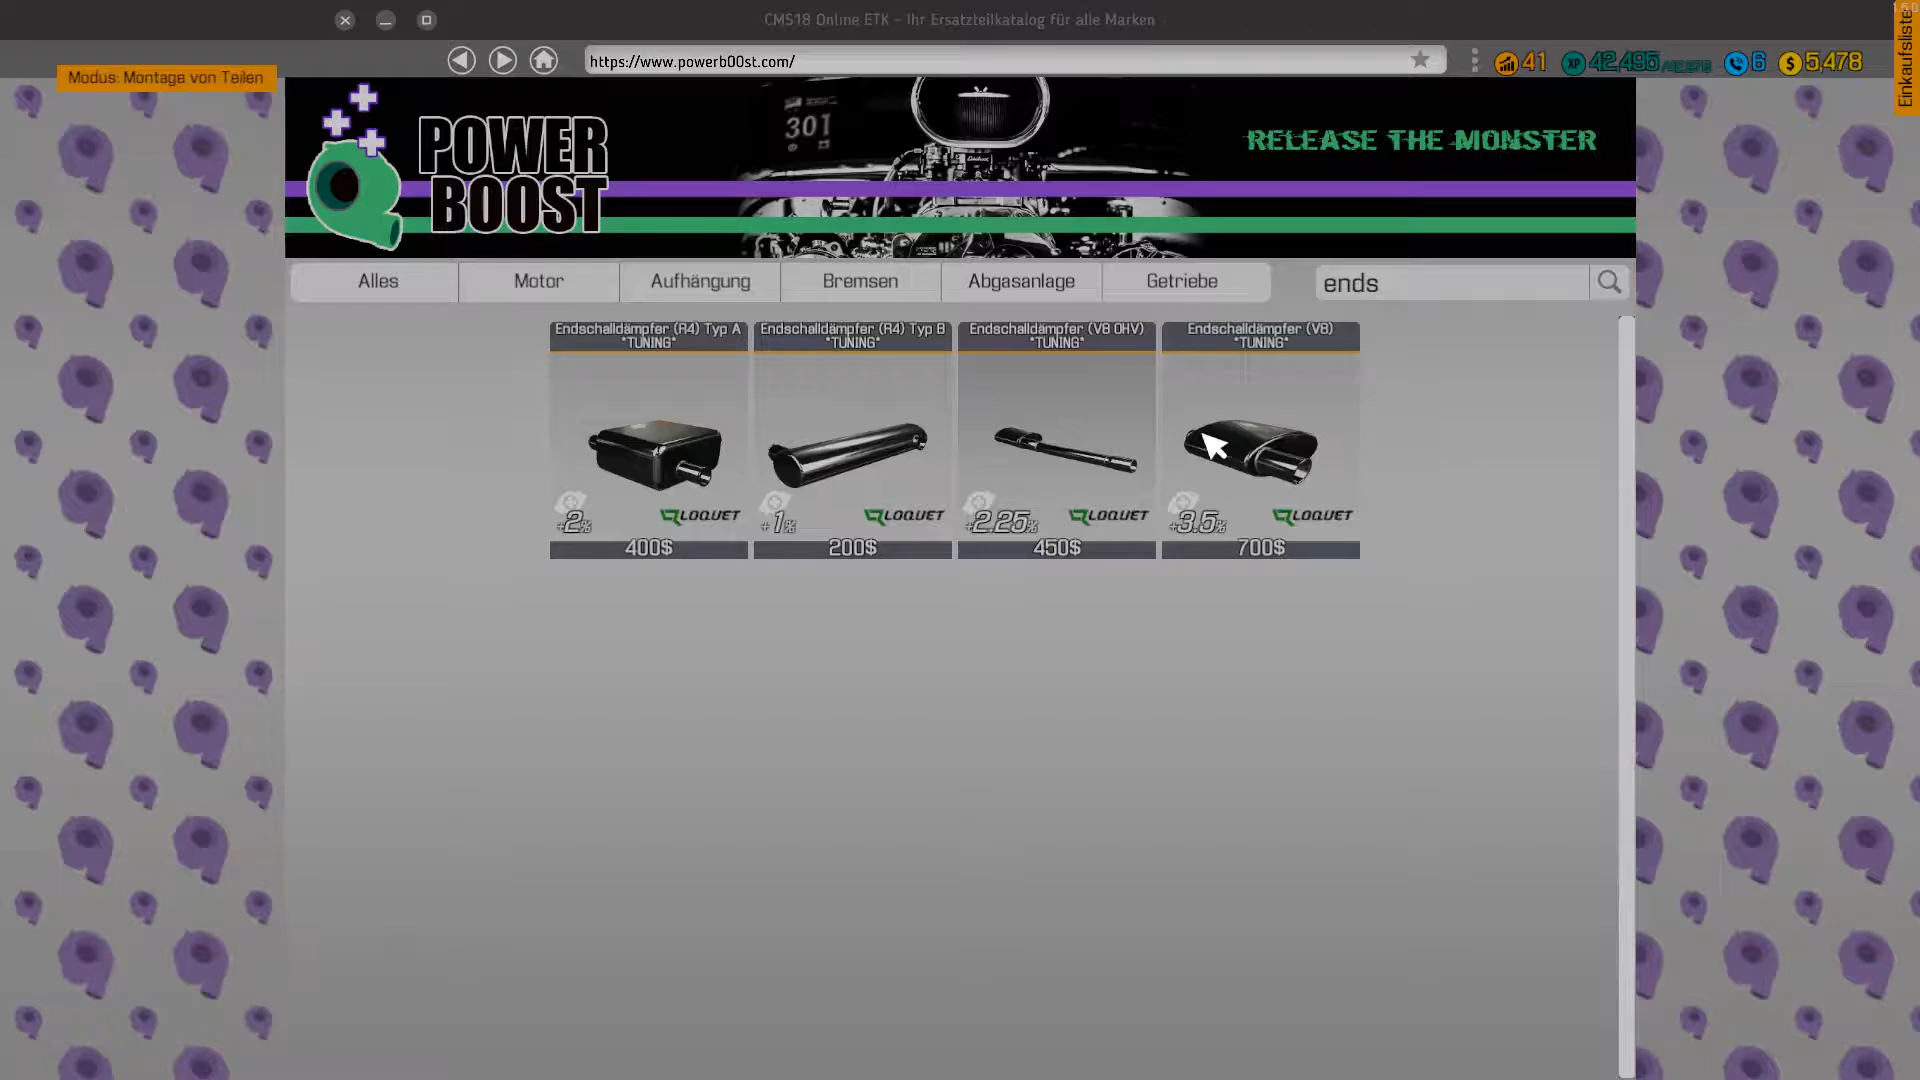 CMS18 Online ETK - Ihr Ersatzteilkatalog für alle Marken
https://www.powerb00st.com/
41
42,495
6
5,478
Einkaufsliste
Modus: Montage von Teilen
POWER
BOOST
301
RELEASE THE MONSTER
Alles
Motor
Aufhängung
Bremsen
Abgasanlage
Getriebe
ends
Endschalldämpfer (R4) Typ A
*TUNING*
Endschalldämpfer (R4) Typ B
*TUNING*
Endschalldämpfer (V8 OHV)
*TUNING*
Endschalldämpfer (V8)
*TUNING*
+2%
LOQUET
+1%
LOQUET
+2.25%
LOQUET
+3.5%
LOQUET
400$
200$
450$
700$